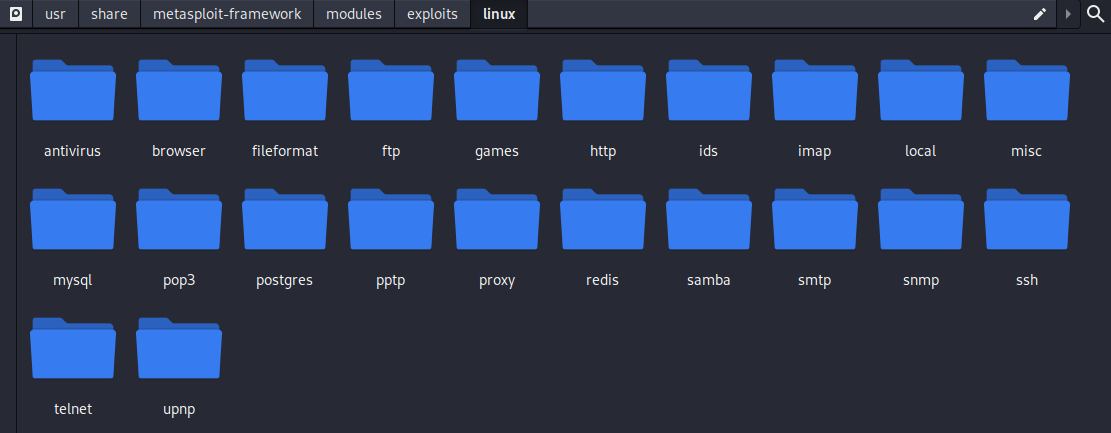 usr share metasploit-framework modules exploits linux
antivirus browser fileformat ftp games http ids imap local misc
mysql pop3 postgres pptp proxy redis samba smtp snmp ssh
telnet upnp